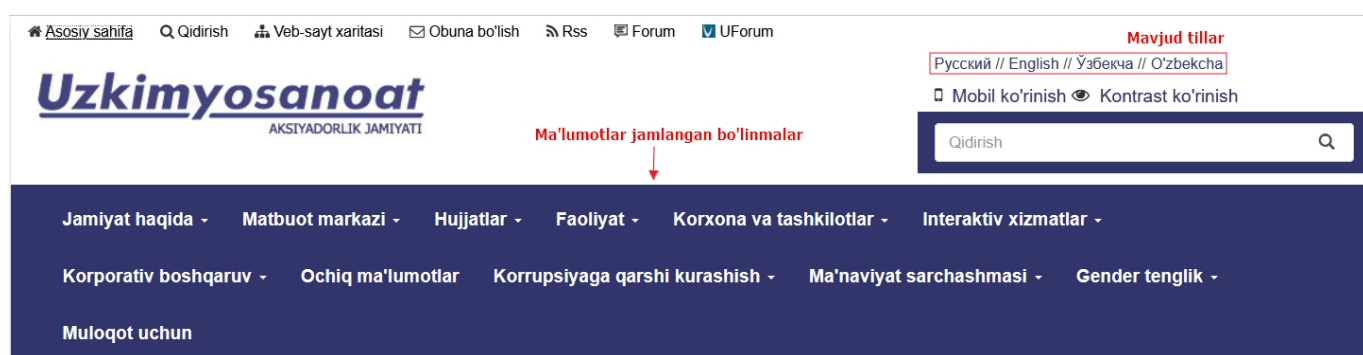 Asosiy sahifa Qidirish Veb-sayt xaritasi Obuna bo'lish Rss Forum UForum
Mavjud tillar
Русский // English // Ўзбекча // O'zbekcha
Mobil ko'rinish Kontrast ko'rinish
Uzkimyosanoat
AKSIYADORLIK JAMIYATI
Ma'lumotlar jamlangan bo'linmalar
Qidirish
Jamiyat haqida Matbuot markazi Hujjatlar Faoliyat Korxona va tashkilotlar Interaktiv xizmatlar
Korporativ boshqaruv Ochiq ma'lumotlar Korrupsiyaga qarshi kurashish Ma'naviyat sarchashmasi Gender tenglik
Muloqot uchun